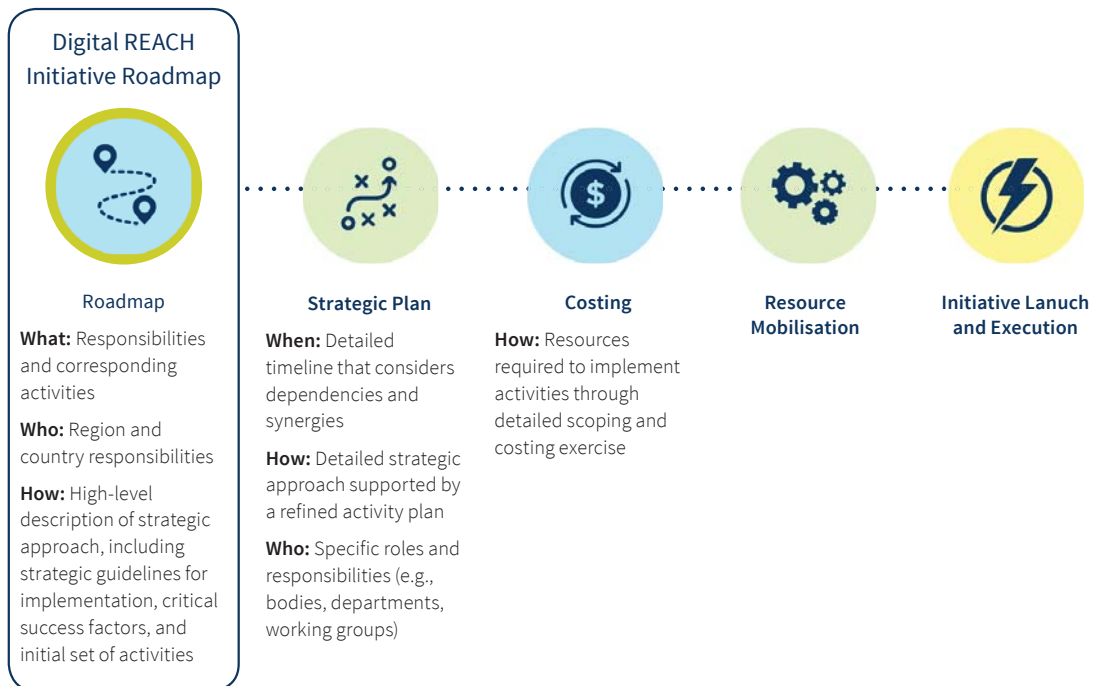 Digital REACH
Initiative Roadmap
Roadmap
What: Responsibilities
and corresponding
activities
Who: Region and
country responsibilities
How: High-level
description of strategic
approach, including
strategic guidelines for
implementation, critical
success factors, and
initial set of activities
Strategic Plan
When: Detailed
timeline that considers
dependencies and
synergies
How: Detailed strategic
approach supported by
a refined activity plan
Who: Specific roles and
responsibilities (e.g.,
bodies, departments,
working groups)
$
Costing
How: Resources
required to implement
activities through
detailed scoping and
costing exercise
Resource
Mobilisation
Initiative Lanuch
and Execution